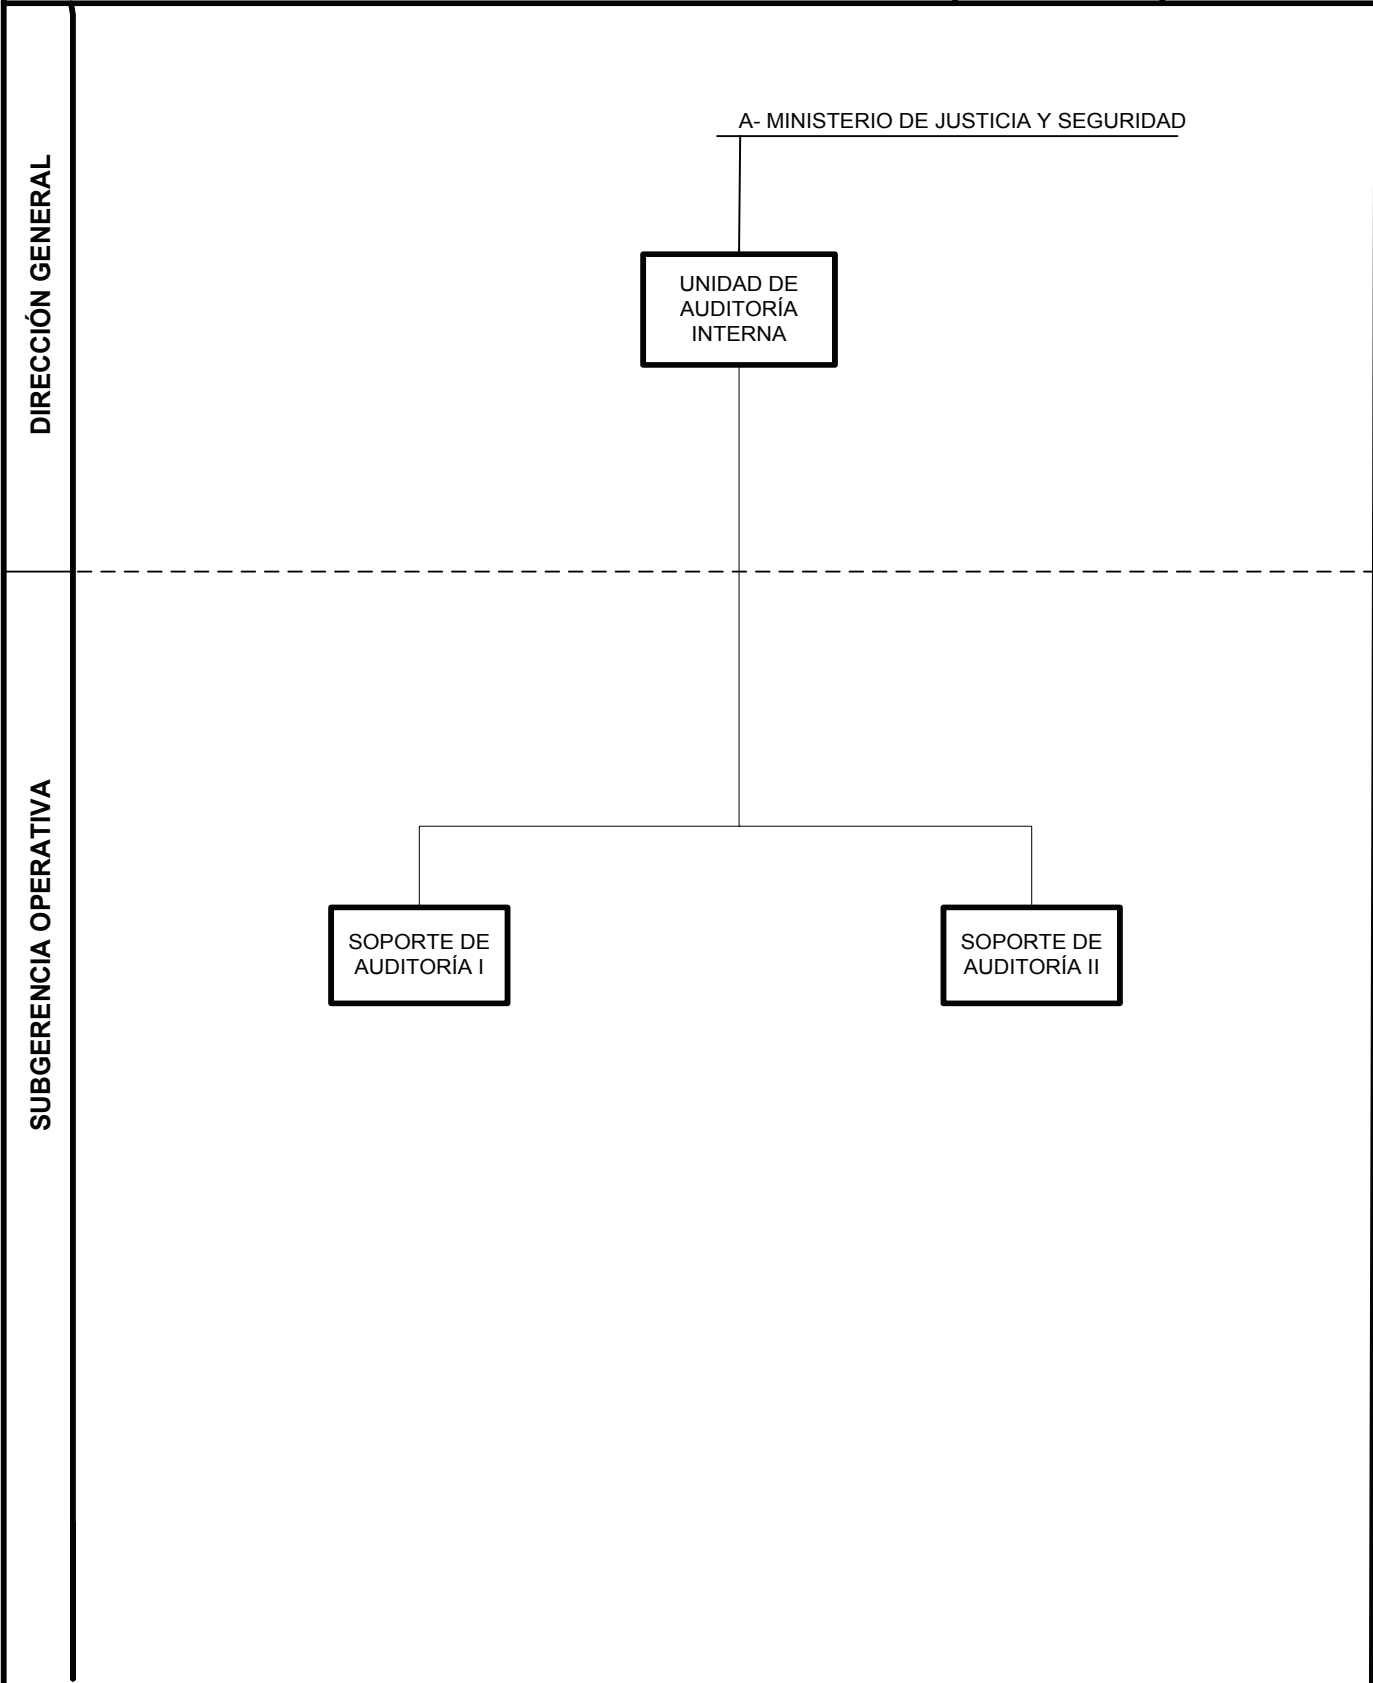 A- MINISTERIO DE JUSTICIA Y SEGURIDAD
DIRECCIÓN GENERAL
UNIDAD DE
AUDITORÍA
INTERNA
SUBGERENCIA OPERATIVA
SOPORTE DE
AUDITORÍA I
SOPORTE DE
AUDITORÍA II